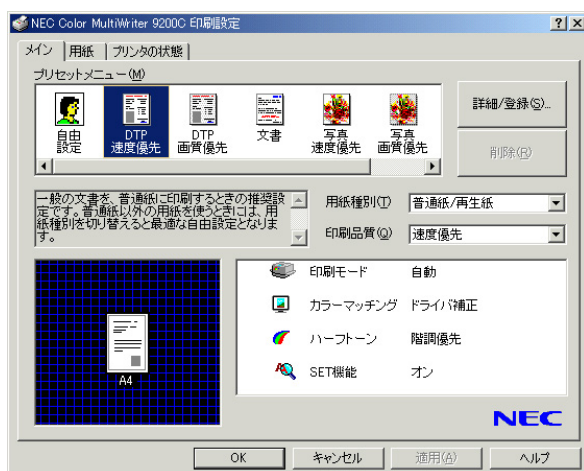 NEC Color MultiWriter 9200C 印刷設定
メイン 用紙 プリンタの状態
プリセットメニュー(M)
自由
設定
DTP
速度優先
DTP
画質優先
文書
写真
速度優先
写真
画質優先
詳細/登録(S)...
削除(R)
一般の文書を、普通紙に印刷するときの推奨設
定です。普通紙以外の用紙を使うときには、用
紙種別を切り替えると最適な自由設定となりま
す。
用紙種別(T) 普通紙/再生紙
印刷品質(Q) 速度優先
A4
印刷モード 自動
カラーマッチング ドライバ補正
ハーフトーン 階調優先
SET機能 オン
NEC
OK キャンセル 適用(A) ヘルプ